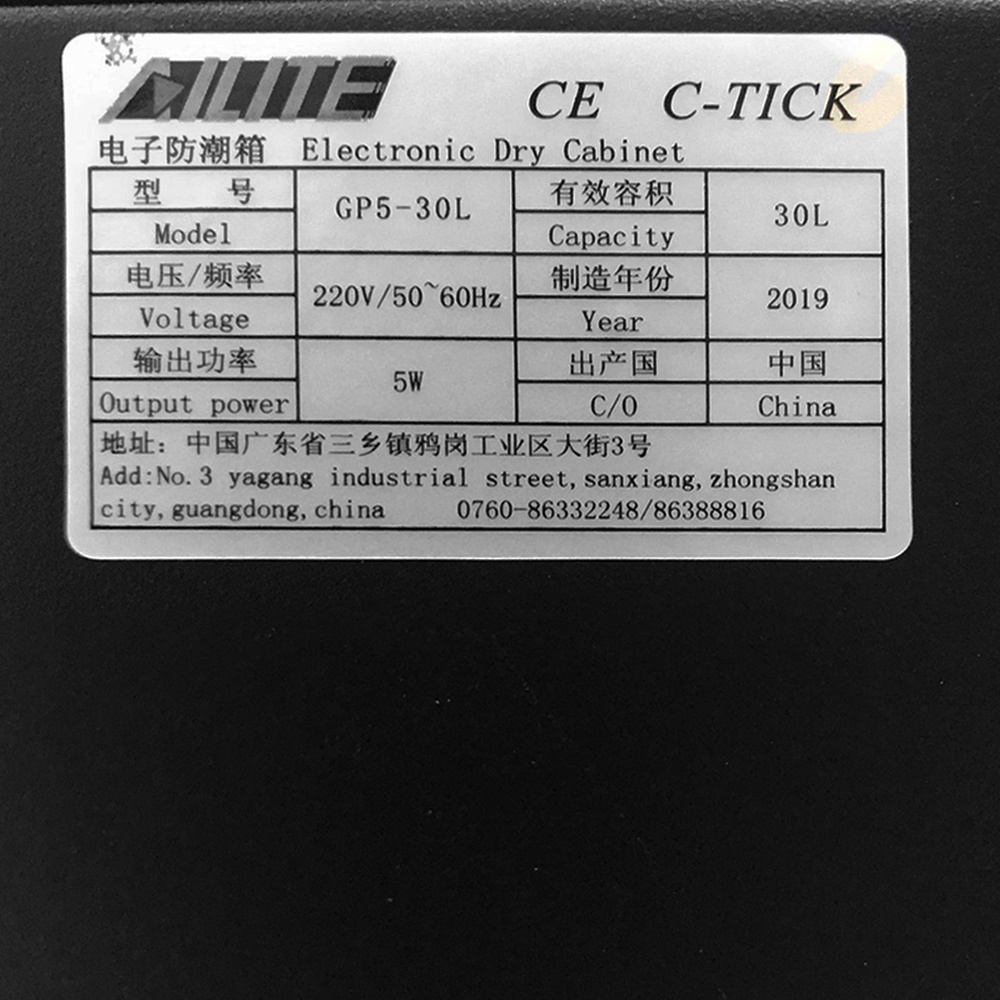 AILITE
CE C-TICK
电子防潮箱 Electronic Dry Cabinet
型 号
Model
GP5-30L
有效容积
Capacity
30L
电压/频率
Voltage
220V/50~60Hz
制造年份
Year
2019
输出功率
Output power
5W
出产国
C/O
中国
China
地址：中国广东省三乡镇鸦岗工业区大街3号
Add:No.3 yagang industrial street,sanxiang,zhongshan
city,guangdong,china 0760-86332248/86388816